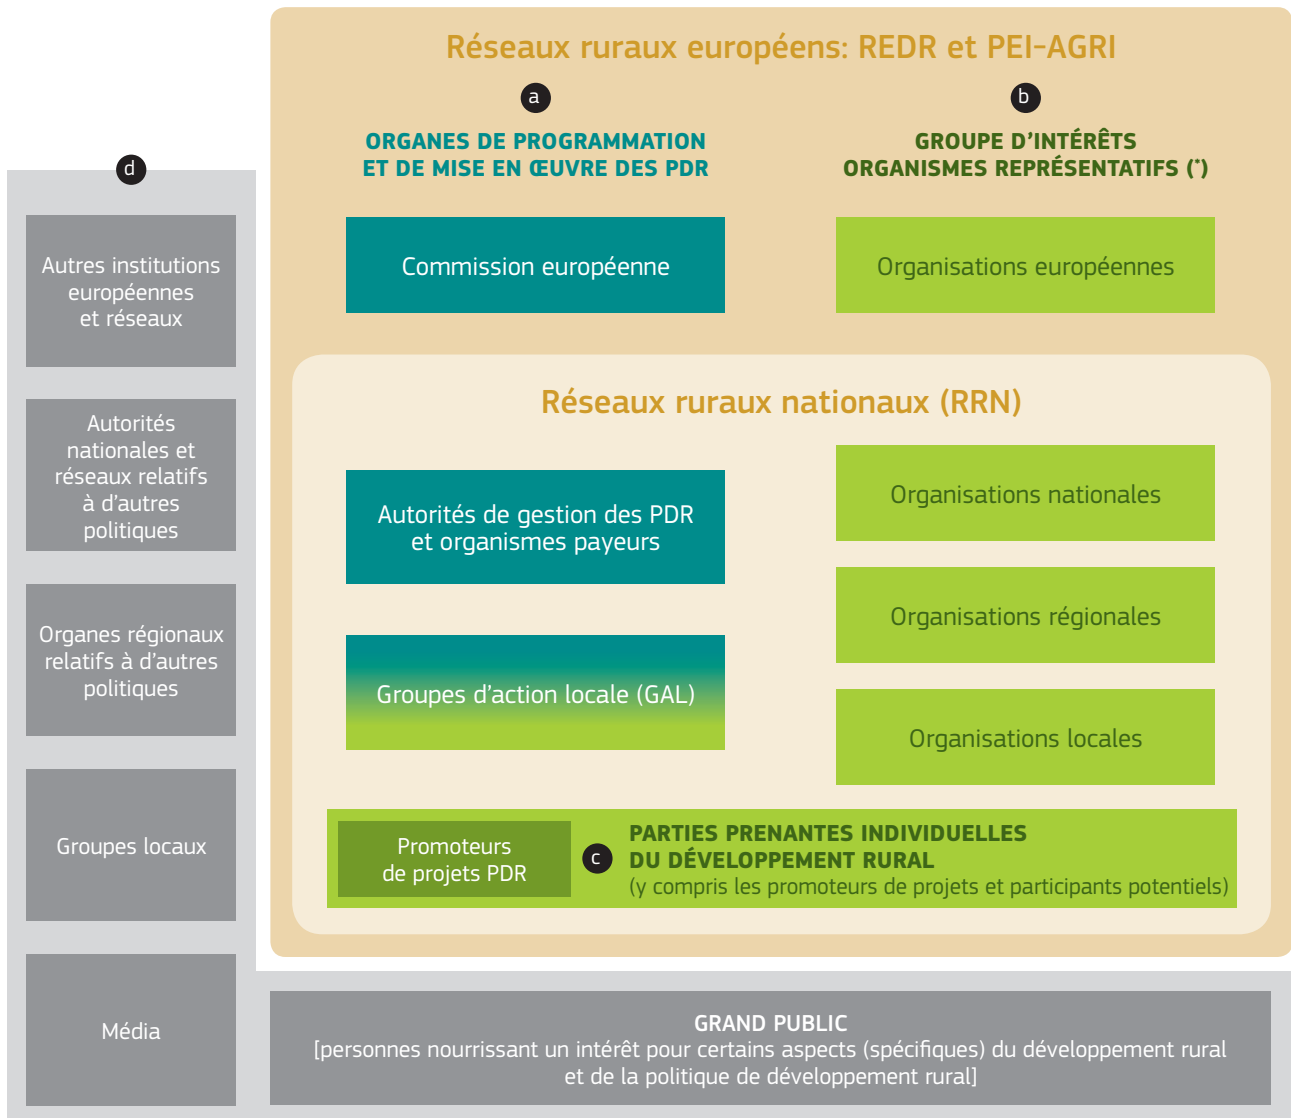 Réseaux ruraux européens: REDR et PEI-AGRI
a
ORGANES DE PROGRAMMATION
ET DE MISE EN ŒUVRE DES PDR
b
GROUPE D’INTÉRÊTS
ORGANISMES REPRÉSENTATIFS (*)
Commission européenne
Organisations européennes
Réseaux ruraux nationaux (RRN)
Autorités de gestion des PDR
et organismes payeurs
Groupes d’action locale (GAL)
Organisations nationales
Organisations régionales
Organisations locales
Promoteurs
de projets PDR
c
PARTIES PRENANTES INDIVIDUELLES
DU DÉVELOPPEMENT RURAL
(y compris les promoteurs de projets et participants potentiels)
d
Autres institutions
européennes
et réseaux
Autorités
nationales et
réseaux relatifs
à d’autres
politiques
Organes régionaux
relatifs à d’autres
politiques
Groupes locaux
Média
GRAND PUBLIC
[personnes nourrissant un intérêt pour certains aspects (spécifiques) du développement rural
et de la politique de développement rural]